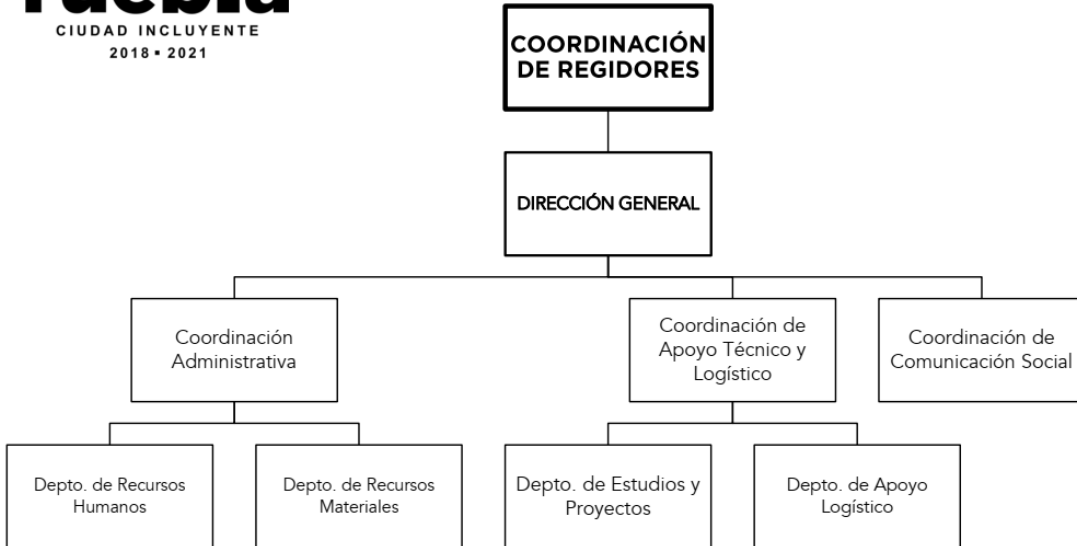 Puebla
CIUDAD INCLUYENTE
2018 ▪ 2021
COORDINACIÓN
DE REGIDORES
DIRECCIÓN GENERAL
Coordinación
Administrativa
Coordinación de
Apoyo Técnico y
Logístico
Coordinación de
Comunicación Social
Depto. de Recursos
Humanos
Depto. de Recursos
Materiales
Depto. de Estudios y
Proyectos
Depto. de Apoyo
Logístico